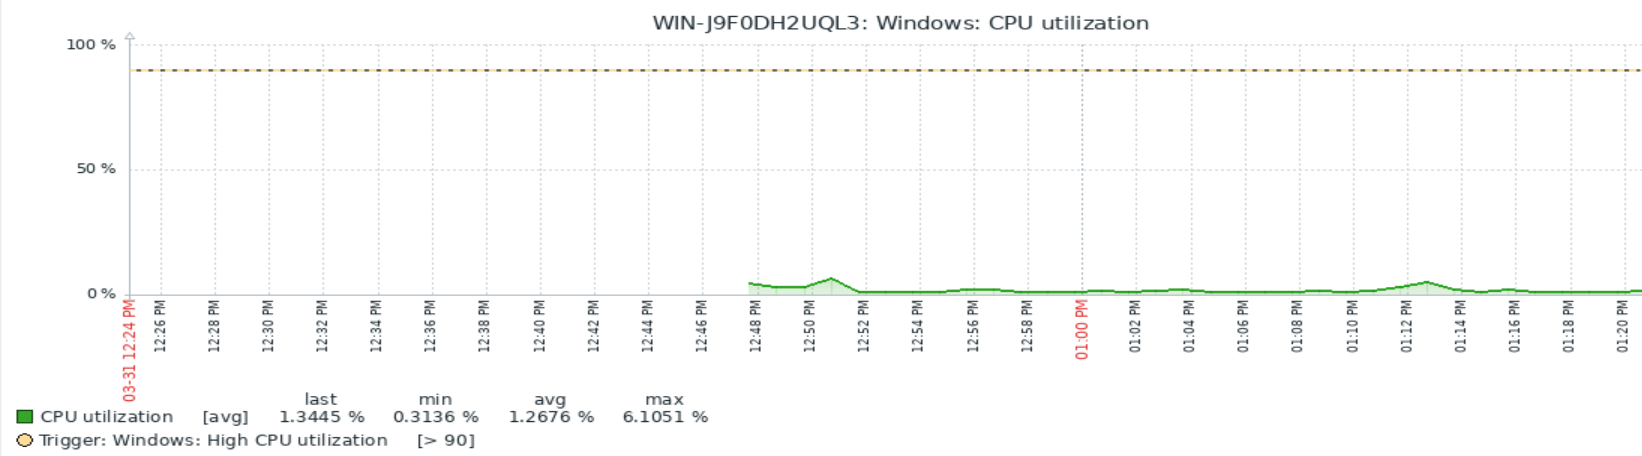 WIN-J9F0DH2UQL3: Windows: CPU utilization
100 %
50 %
0 %
03-31 12:24 PM
12:26 PM
12:28 PM
12:30 PM
12:32 PM
12:34 PM
12:36 PM
12:38 PM
12:40 PM
12:42 PM
12:44 PM
12:46 PM
12:48 PM
12:50 PM
12:52 PM
12:54 PM
12:56 PM
12:58 PM
01:00 PM
01:02 PM
01:04 PM
01:06 PM
01:08 PM
01:10 PM
01:12 PM
01:14 PM
01:16 PM
01:18 PM
01:20 PM
last min avg max
CPU utilization [avg] 1.3445 % 0.3136 % 1.2676 % 6.1051 %
Trigger: Windows: High CPU utilization [> 90]